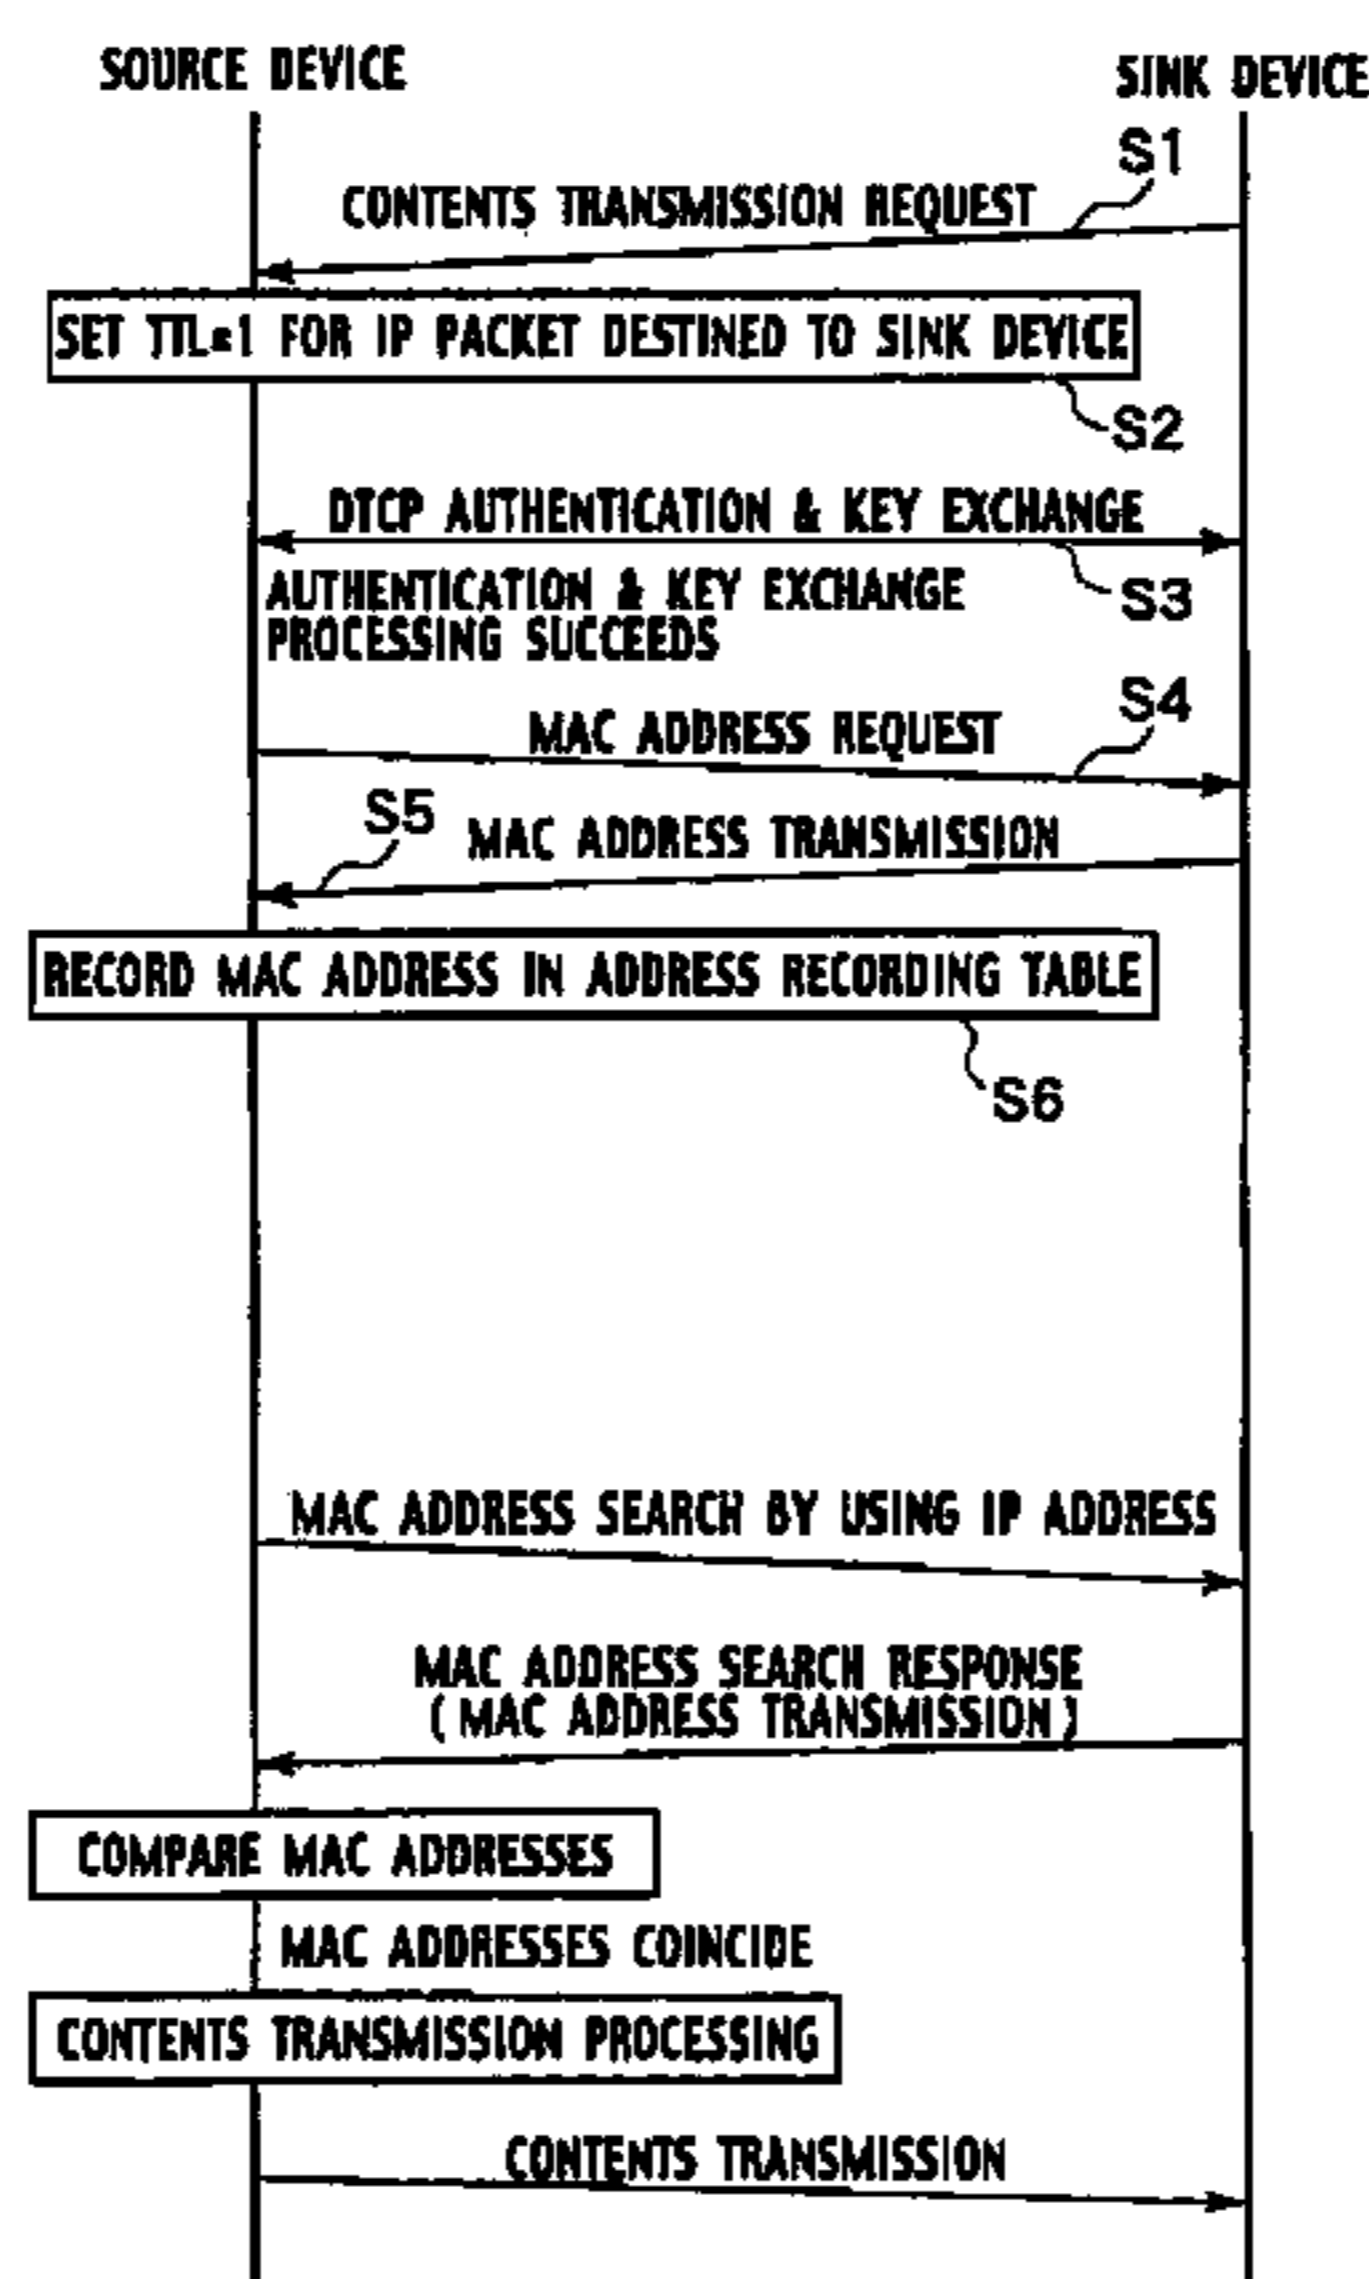 SOURCE DEVICE
SINK DEVICE
S1
CONTENTS TRANSMISSION REQUEST
SET TTL=1 FOR IP PACKET DESTINED TO SINK DEVICE
S2
DTCP AUTHENTICATION & KEY EXCHANGE
S3
AUTHENTICATION & KEY EXCHANGE
PROCESSING SUCCEEDS
S4
MAC ADDRESS REQUEST
S5
MAC ADDRESS TRANSMISSION
RECORD MAC ADDRESS IN ADDRESS RECORDING TABLE
S6
MAC ADDRESS SEARCH BY USING IP ADDRESS
MAC ADDRESS SEARCH RESPONSE
(MAC ADDRESS TRANSMISSION)
COMPARE MAC ADDRESSES
MAC ADDRESSES COINCIDE
CONTENTS TRANSMISSION PROCESSING
CONTENTS TRANSMISSION